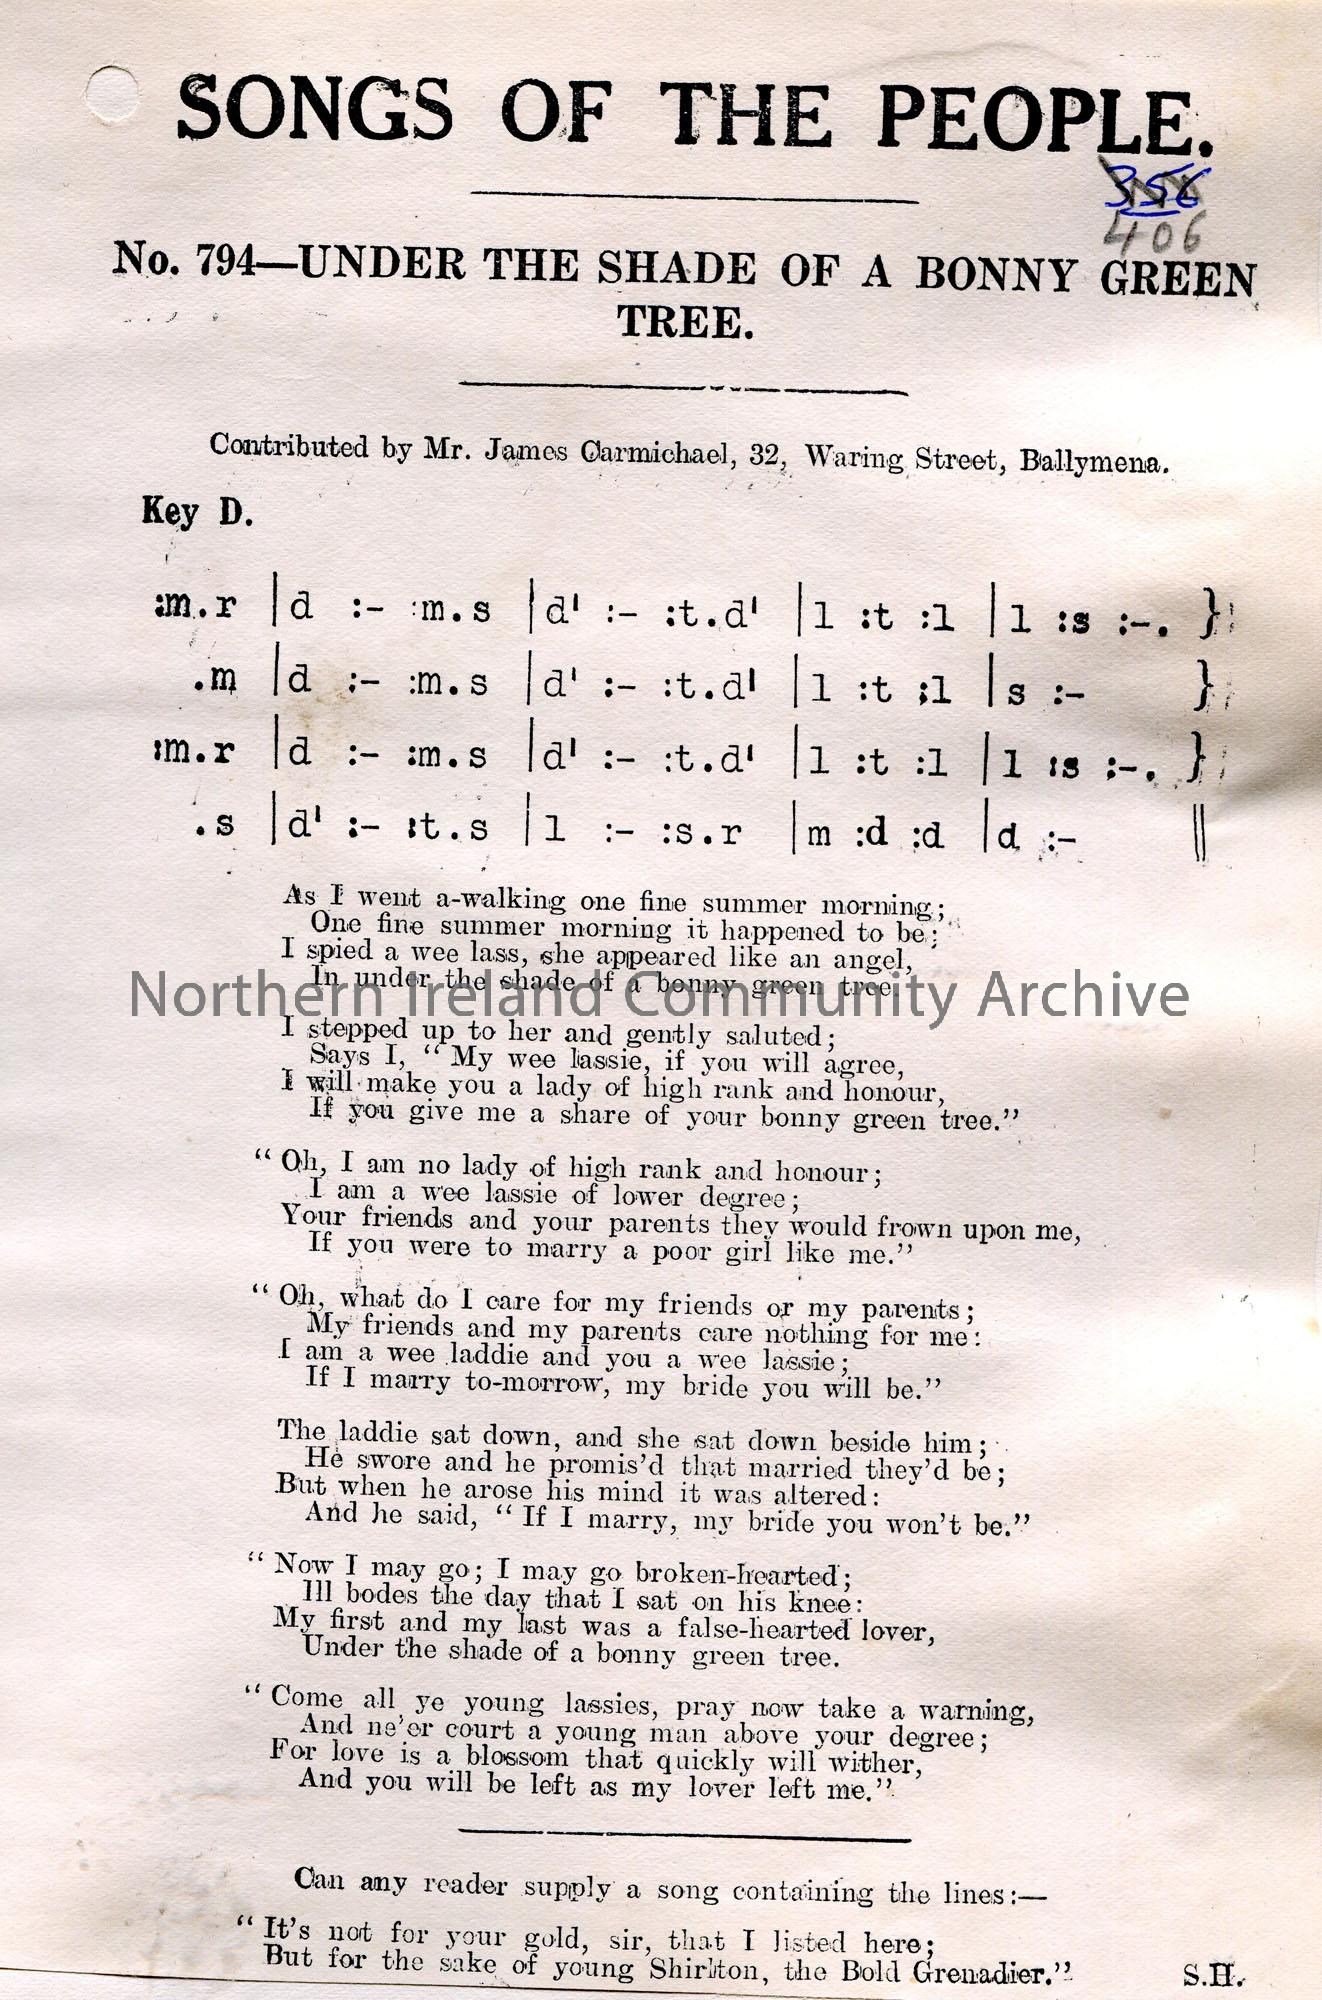 SONGS OF THE PEOPLE.
356
406
No. 794—UNDER THE SHADE OF A BONNY GREEN
TREE.
Contributed by Mr. James Carmichael, 32, Waring Street, Ballymena.
Key D.
:m.r |d :- :m.s |d' :- :t.d' |l :t :l |l :s :-. }
.m |d :- :m.s |d' :- :t.d' |l :t :l |s :- }
:m.r |d :- :m.s |d' :- :t.d' |l :t :l |l :s :-. }
.s |d' :- :t.s |l :- :s.r |m :d :d |d :- ||
As I went a-walking one fine summer morning;
One fine summer morning it happened to be;
I spied a wee lass, she appeared like an angel,
In under the shade of a bonny green tree.
Northern Ireland Community Archive
I stepped up to her and gently saluted;
Says I, “ My wee lassie, if you will agree,
I will make you a lady of high rank and honour,
If you give me a share of your bonny green tree.”
“ Oh, I am no lady of high rank and honour;
I am a wee lassie of lower degree;
Your friends and your parents they would frown upon me,
If you were to marry a poor girl like me.”
“ Oh, what do I care for my friends or my parents;
My friends and my parents care nothing for me:
I am a wee laddie and you a wee lassie;
If I marry to-morrow, my bride you will be.”
The laddie sat down, and she sat down beside him;
He swore and he promis'd that married they'd be;
But when he arose his mind it was altered:
And he said, “ If I marry, my bride you won't be.”
“ Now I may go; I may go broken-hearted;
Ill bodes the day that I sat on his knee:
My first and my last was a false-hearted lover,
Under the shade of a bonny green tree.
“ Come all ye young lassies, pray now take a warning,
And ne'er court a young man above your degree;
For love is a blossom that quickly will wither,
And you will be left as my lover left me.”
Can any reader supply a song containing the lines:—
“ It's not for your gold, sir, that I listed here;
But for the sake of young Shirlton, the Bold Grenadier.” S.H.